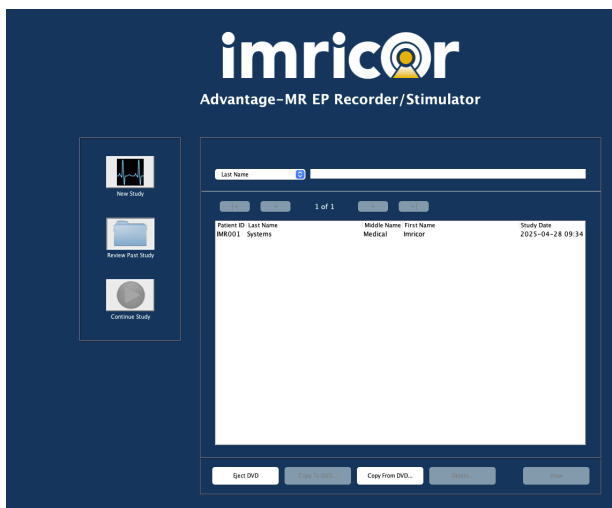 imricor
Advantage-MR EP Recorder/Stimulator
New Study
Review Past Study
Continue Study
Last Name
1 of 1
Patient ID Last Name Middle Name First Name Study Date
IMR001 Systems Medical Imricor 2025-04-28 09:34
Eject DVD Copy To DVD... Copy From DVD... Delete... View